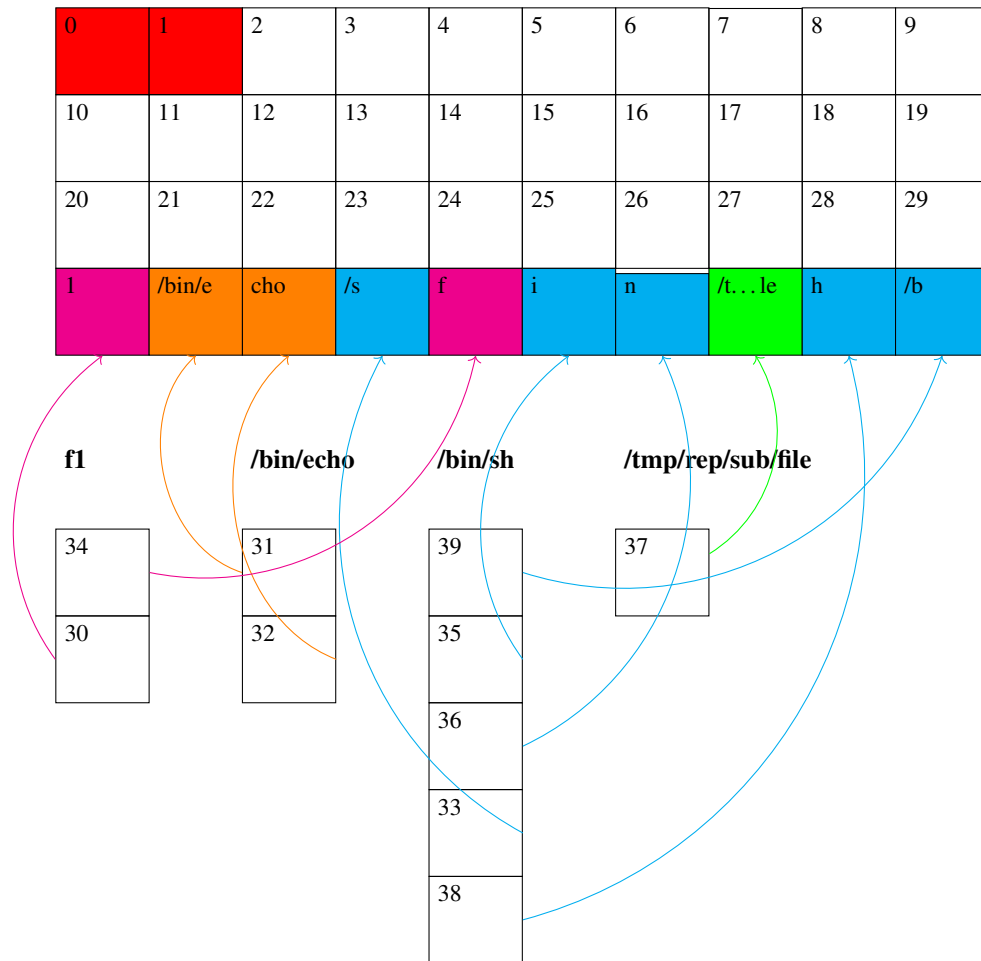 0 1 2 3 4 5 6 7 8 9
10 11 12 13 14 15 16 17 18 19
20 21 22 23 24 25 26 27 28 29
1 /bin/e cho /s f i n /t...le h /b
f1 /bin/echo /bin/sh /tmp/rep/sub/file
34 31 39 37
30 32 35
36
33
38